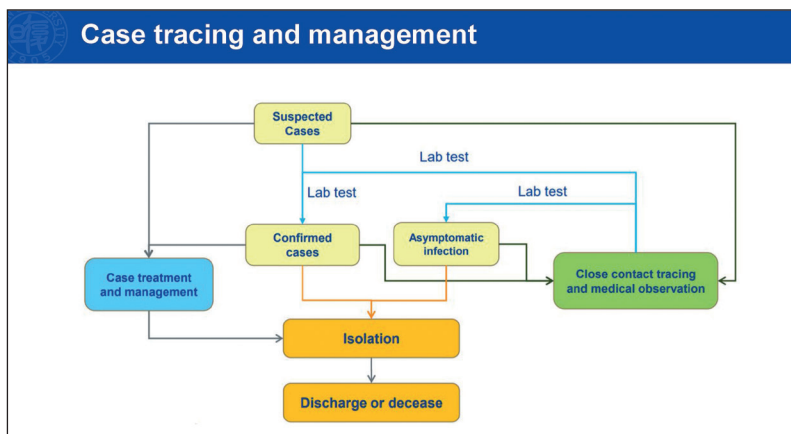 Case tracing and management
Suspected
Cases
Lab test
Lab test
Lab test
Confirmed
cases
Asymptomatic
infection
Case treatment
and management
Close contact tracing
and medical observation
Isolation
Discharge or decease